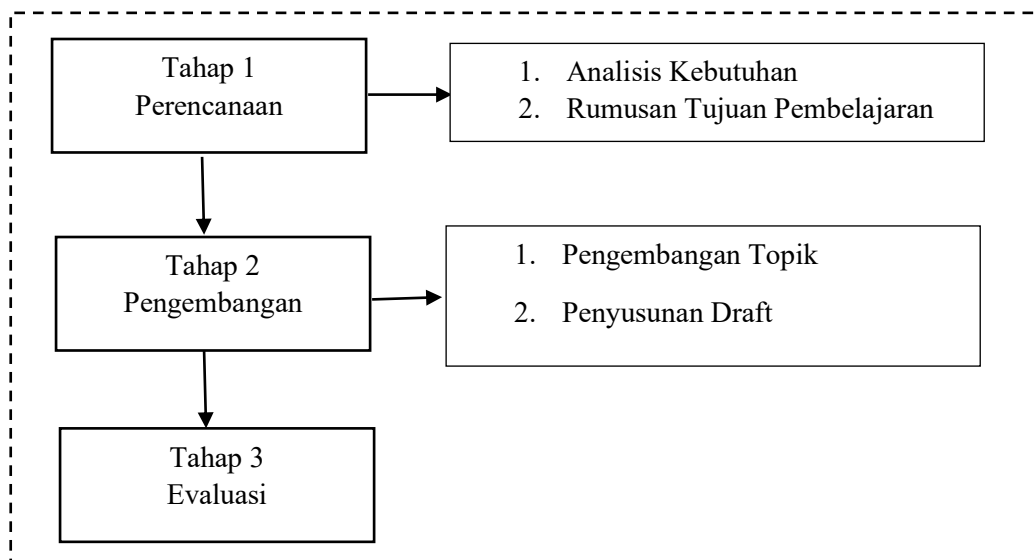 Tahap 1
Perencanaan
1. Analisis Kebutuhan
2. Rumusan Tujuan Pembelajaran
Tahap 2
Pengembangan
1. Pengembangan Topik
2. Penyusunan Draft
Tahap 3
Evaluasi